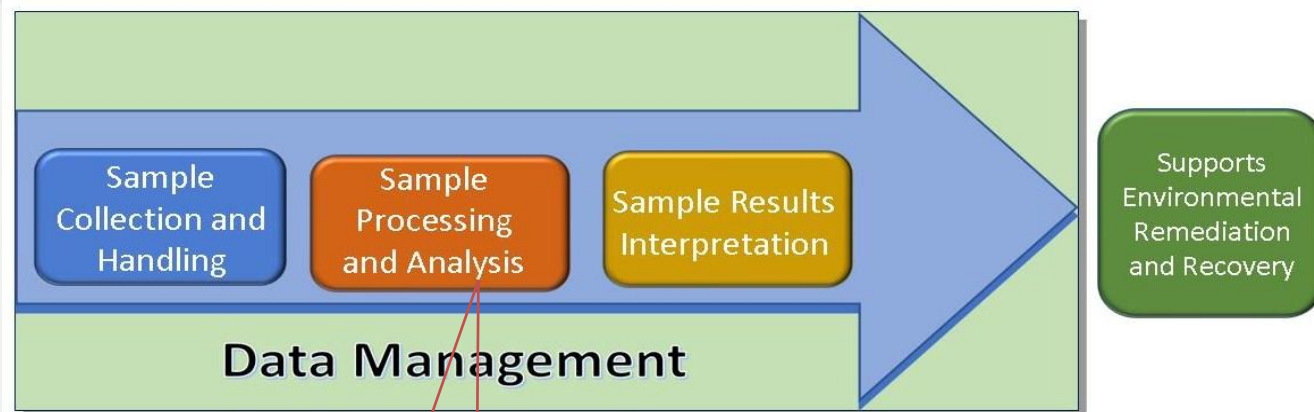 Sample
Collection and
Handling
Sample
Processing
and Analysis
Sample Results
Interpretation
Supports
Environmental
Remediation
and Recovery
Data Management